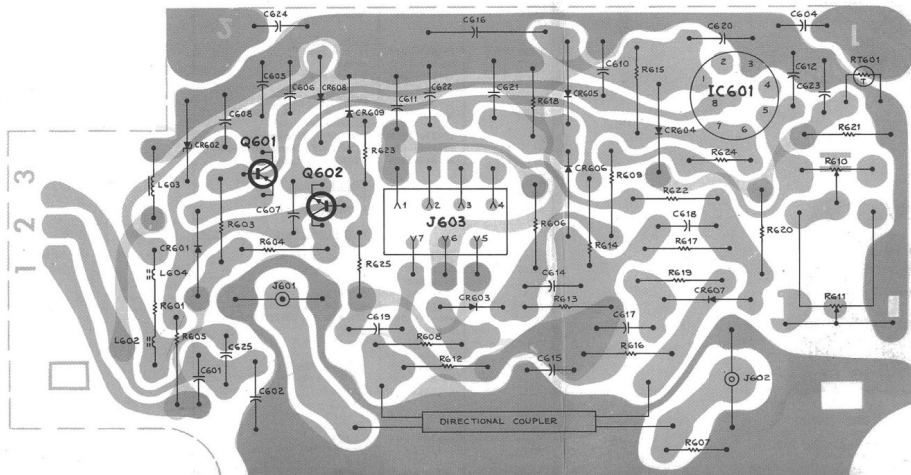 C624
C616
C620
C604
2
1
C605
C606
CR608
CR609
C611
C622
C621
R618
CR605
C610
R615
2
3
1
4
IC601
8
5
7
6
C612
C623
RT601
T
C608
CR602
Q601
R623
CR604
R621
R624
R610
CR606
R609
3
2
1
L603
Q602
1
2
3
4
J603
7
6
5
R622
C618
R617
R620
R603
C607
R604
R606
R614
CR601
R625
L604
J601
C614
R619
CR607
CR603
R613
R611
R601
R605
L602
C619
R608
C617
R616
C625
R612
C615
C601
C602
J602
DIRECTIONAL COUPLER
R607